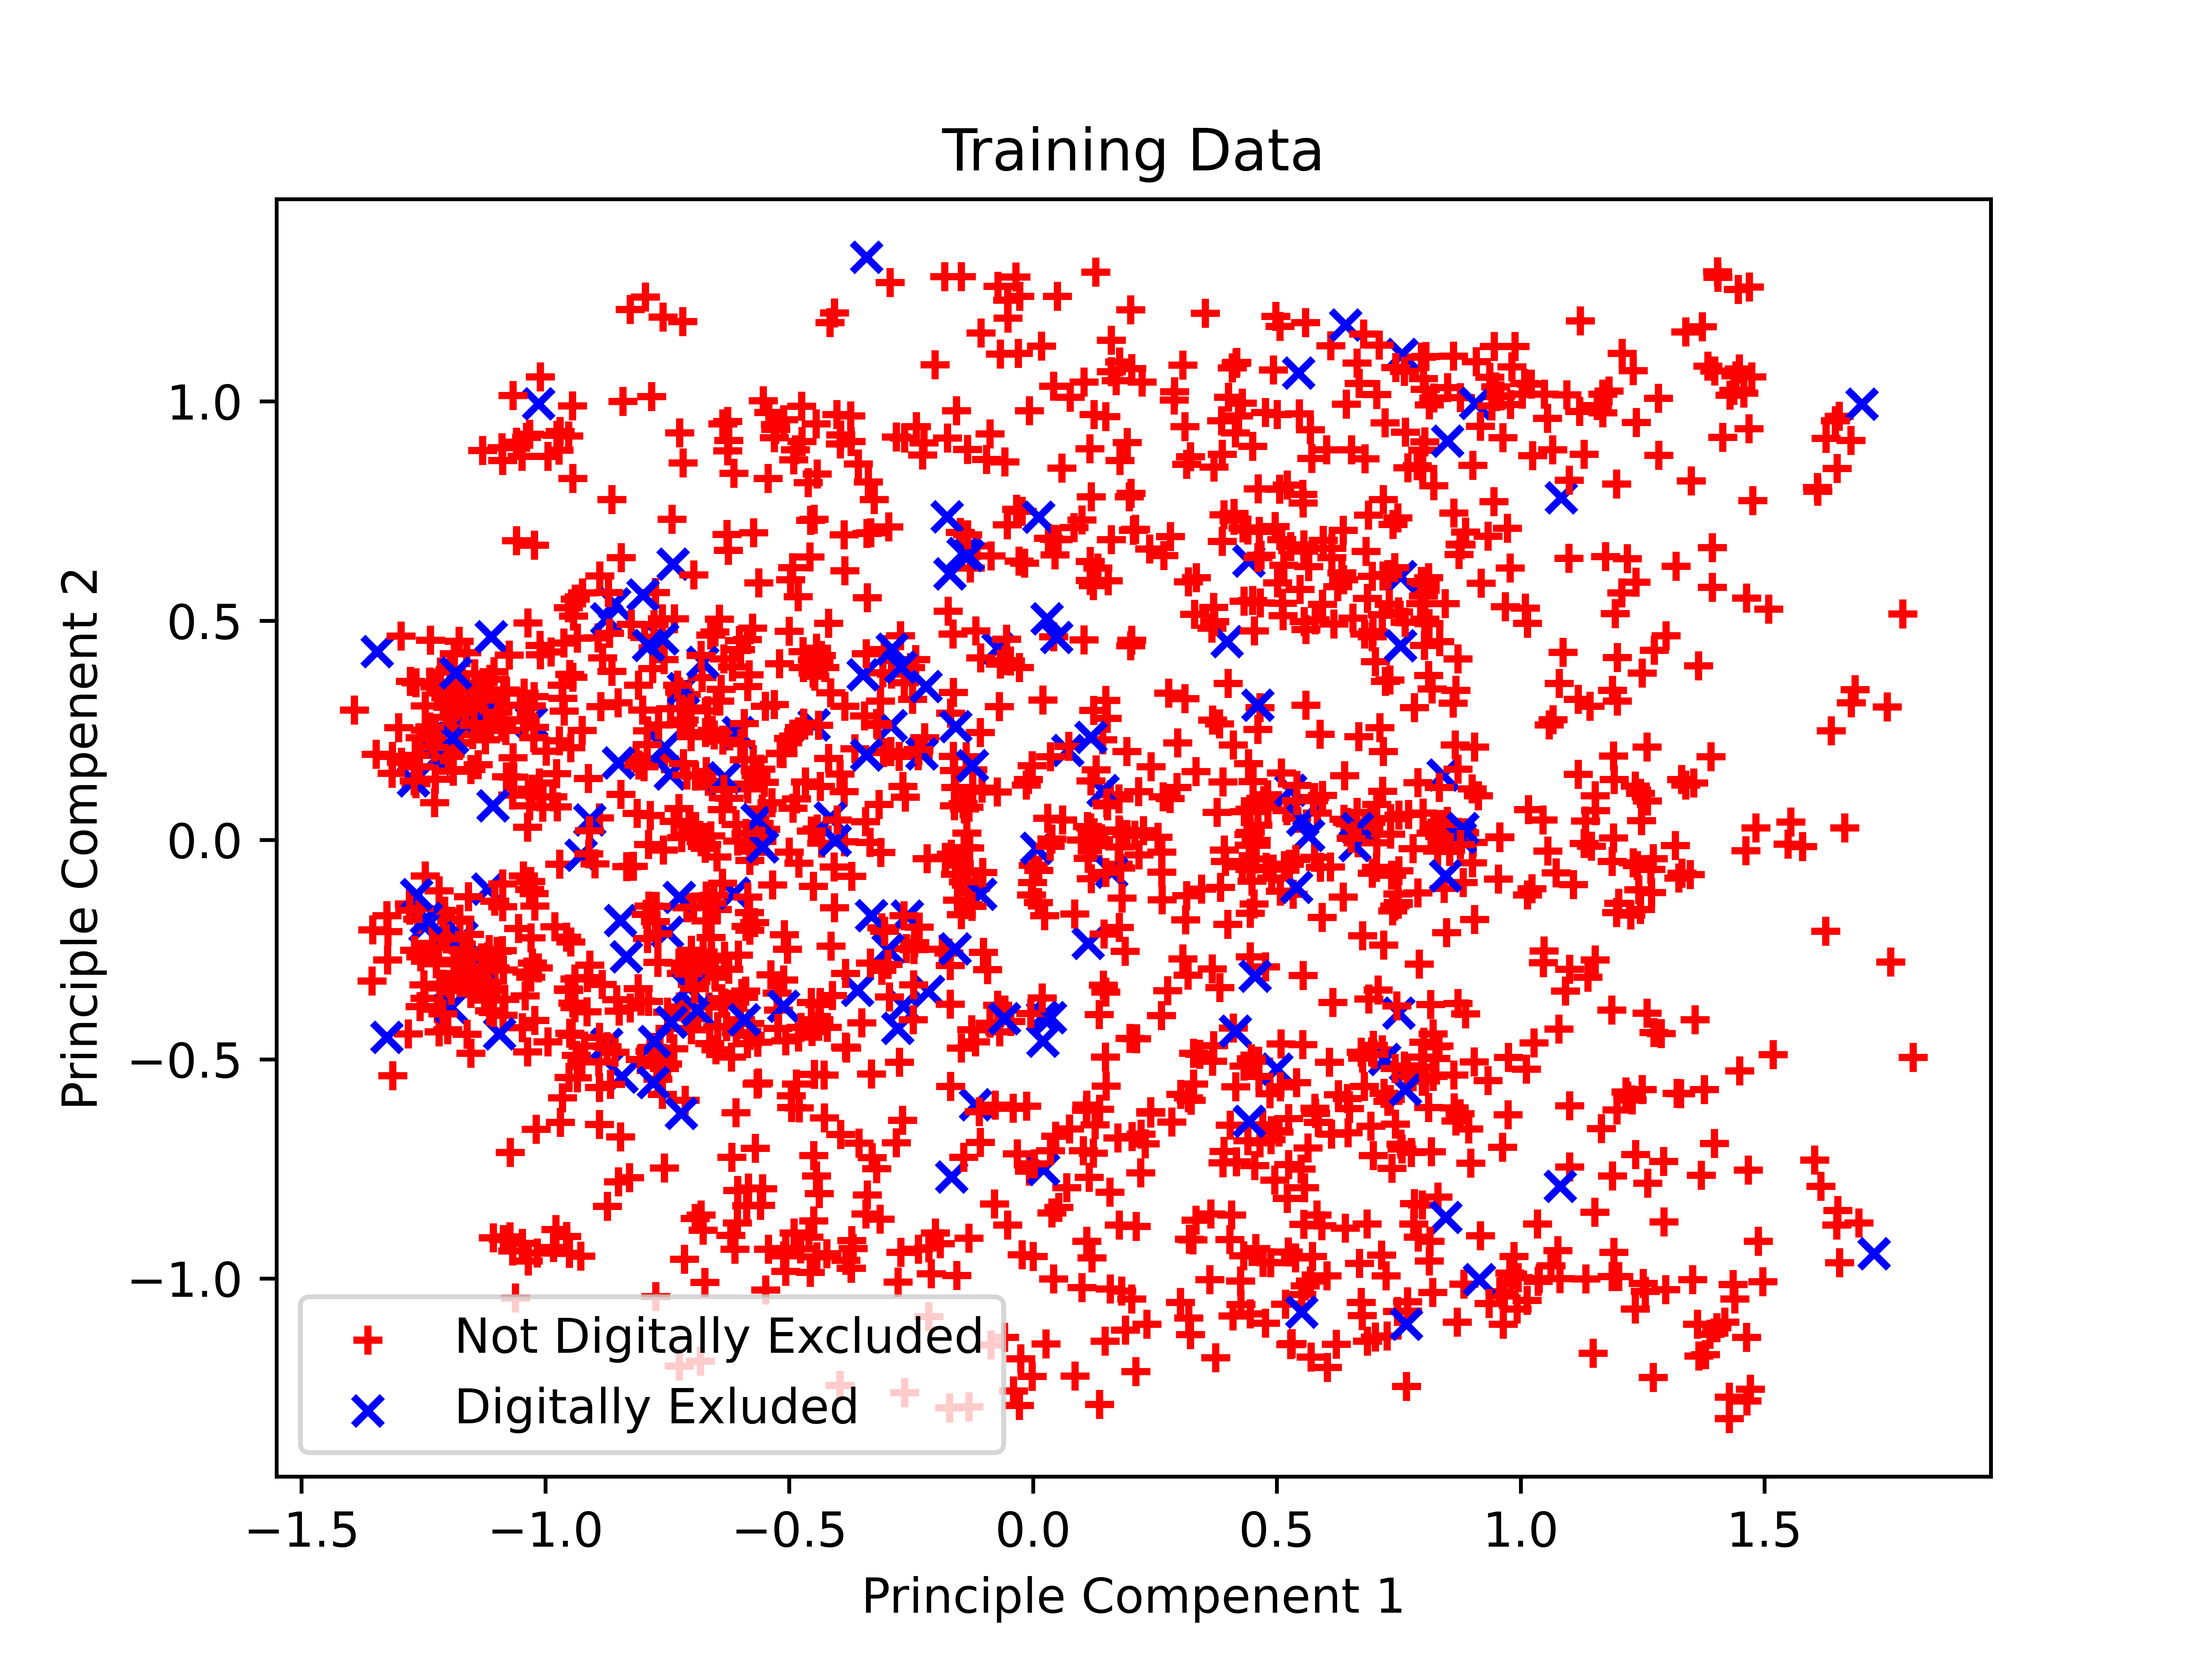 Training Data
1.0
0.5
0.0
−0.5
−1.0
Principle Compenent 2
Not Digitally Excluded
Digitally Exluded
−1.5 −1.0 −0.5 0.0 0.5 1.0 1.5
Principle Component 1